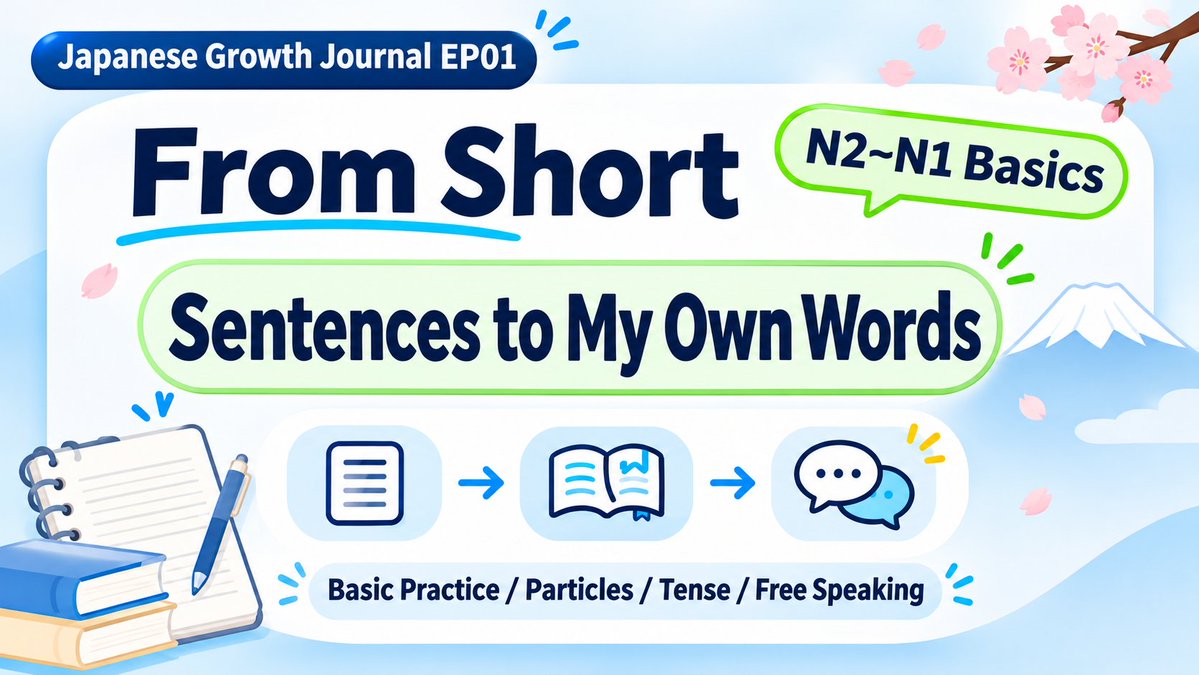 Japanese Growth Journal EP01
From Short
N2~N1 Basics
Sentences to My Own Words
Basic Practice / Particles / Tense / Free Speaking